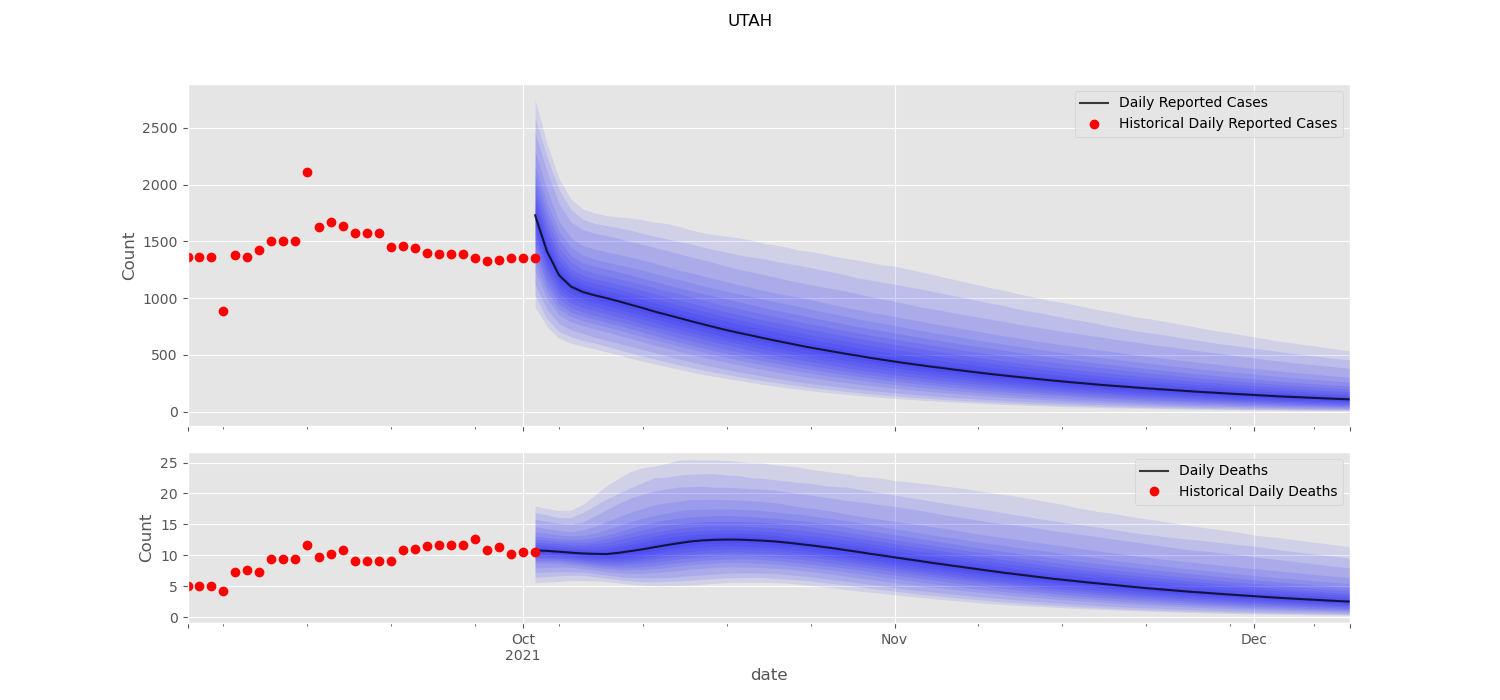 UTAH
Daily Reported Cases
Historical Daily Reported Cases
Count
2500
2000
1500
1000
500
0
Daily Deaths
Historical Daily Deaths
Count
25
20
15
10
5
0
Oct
2021
Nov
Dec
date